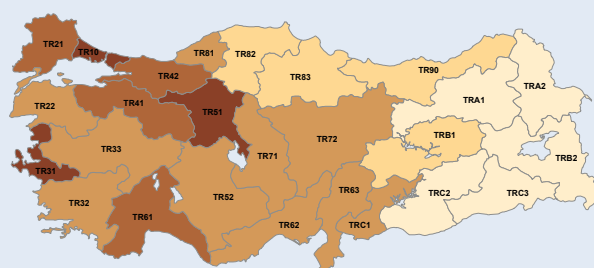 TR21
TR10
TR81
TR82
TR42
TR83
TR90
TRA2
TR22
TR41
TR51
TRA1
TR33
TR72
TRB1
TR31
TR71
TRB2
TR32
TR61
TR52
TR63
TRC2
TRC3
TR62
TRC1